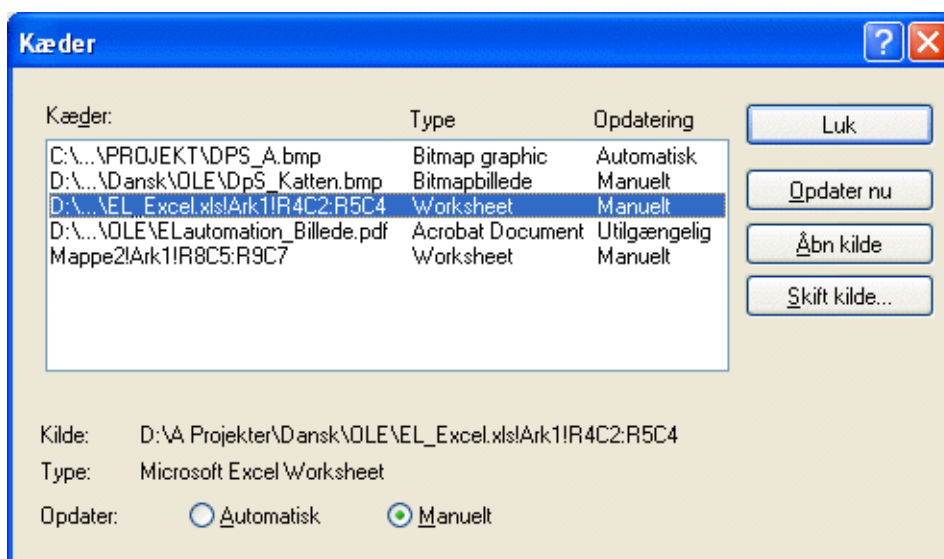 Kæder
Kæder: Type Opdatering
C:\...\PROJEKT\DPS_A.bmp Bitmap graphic Automatisk
D:\...\Dansk\OLE\DpS_Katten.bmp Bitmapbillede Manuelt
D:\...\EL_Excel.xls!Ark1!R4C2:R5C4 Worksheet Manuelt
D:\...\OLE\ELautomation_Billede.pdf Acrobat Document Utilgængelig
Mappe2!Ark1!R8C5:R9C7 Worksheet Manuelt
Luk
Opdater nu
Åbn kilde
Skift kilde...
Kilde: D:\A Projekter\Dansk\OLE\EL_Excel.xls!Ark1!R4C2:R5C4
Type: Microsoft Excel Worksheet
Opdater: Automatisk Manuelt